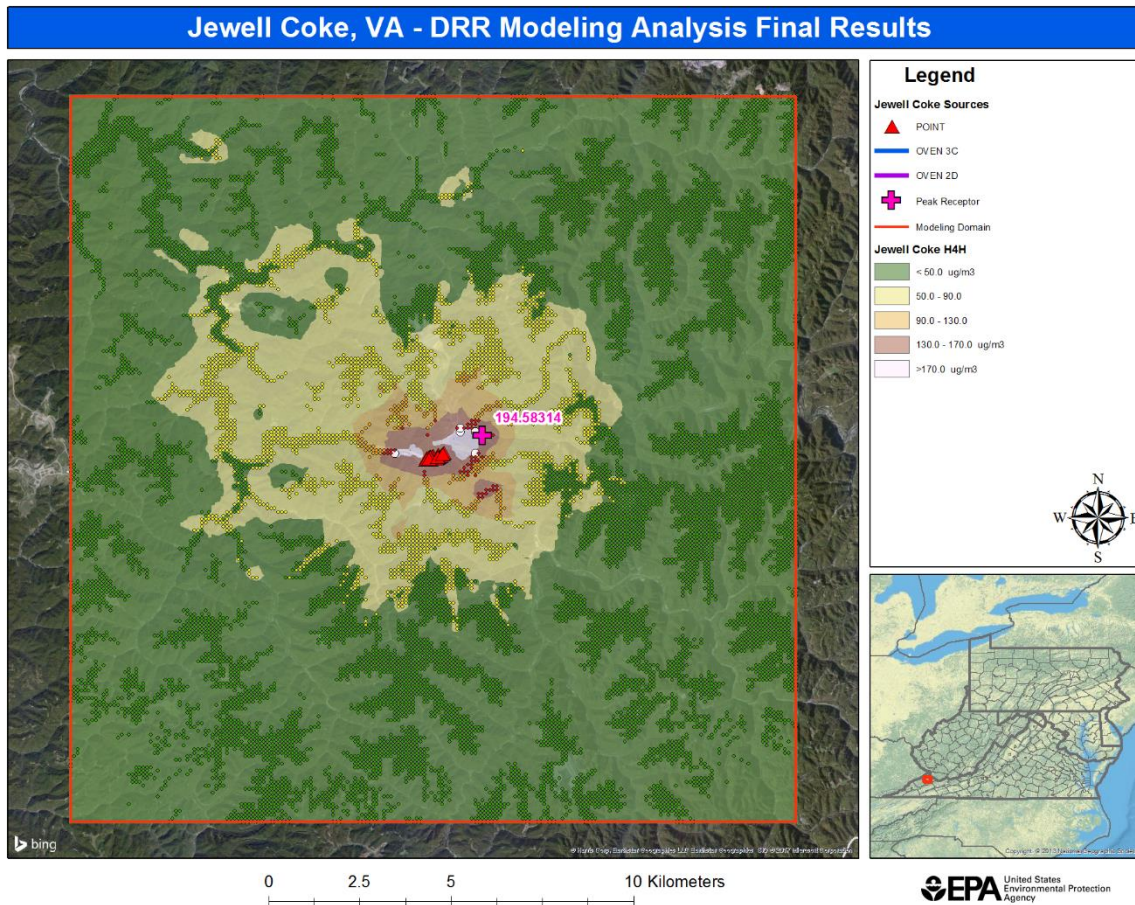 Jewell Coke, VA - DRR Modeling Analysis Final Results
194.58314
bing
Legend
Jewell Coke Sources
POINT
OVEN 3C
OVEN 2D
Peak Receptor
Modeling Domain
Jewell Coke H4H
< 50.0 ug/m3
50.0 - 90.0
90.0 - 130.0
130.0 - 170.0 ug/m3
>170.0 ug/m3
N
W E
S
0 2.5 5 10 Kilometers
EPA
United States
Environmental Protection
Agency